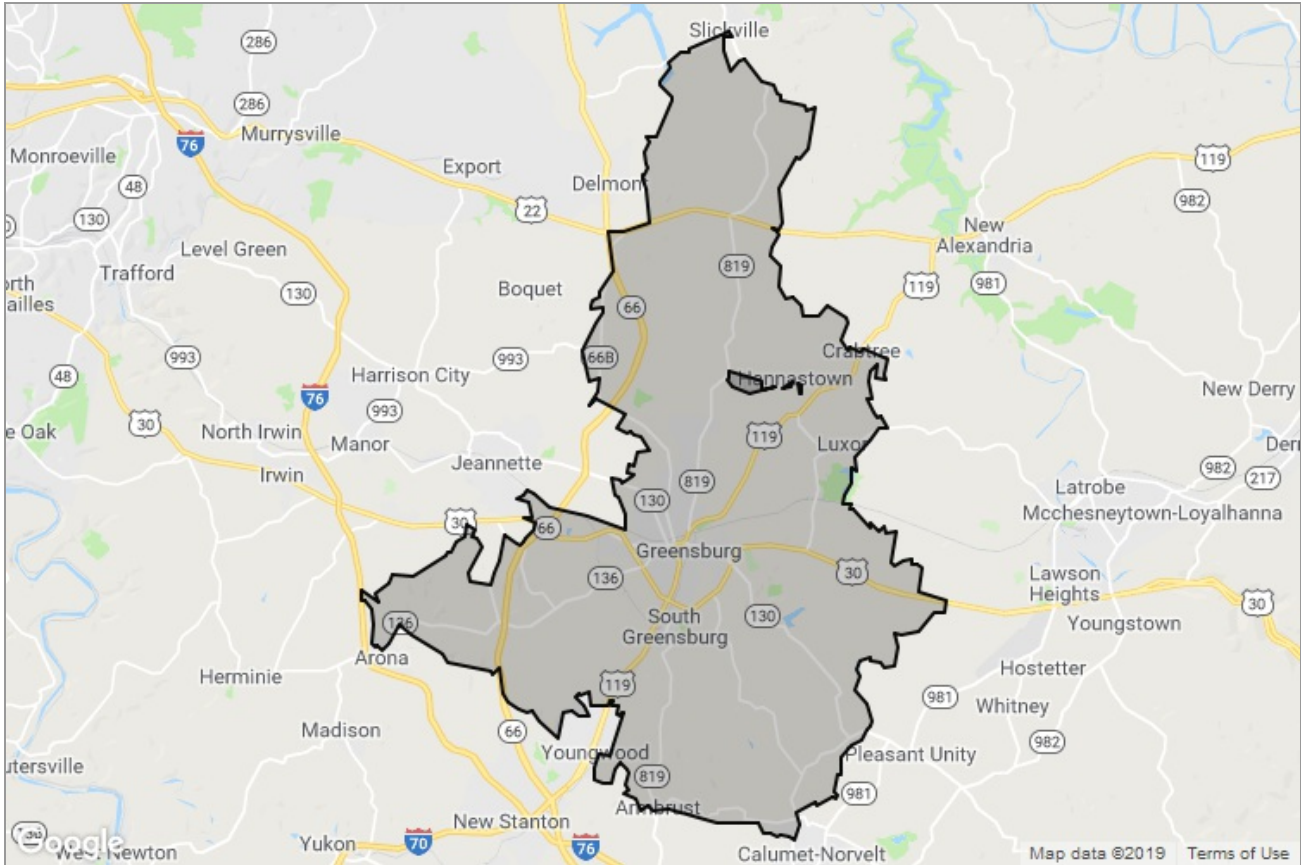 Slickville
286
286
Murrysville
76
Monroeville
48
130
Export
Delmont
119
982
22
New
Alexandria
Level Green
Trafford
130
Boquet
819
119
981
orth
ailles
66
993
993
66B
Crabtree
Harrison City
Hannastown
48
76
993
New Derry
30
e Oak
North Irwin
Manor
119
Luxor
Derr
Irwin
Jeannette
982
217
819
130
Latrobe
Mcchesneytown-Loyalhanna
30
66
Greensburg
136
30
Lawson
Heights
30
136
South
Greensburg
130
Youngstown
Arona
Herminie
119
Hostetter
981
Whitney
Madison
66
982
Youngwood
Pleasant Unity
utersville
819
981
Armbrust
New Stanton
Google
West Newton
Yukon
70
76
Calumet-Norvelt
Map data ©2019
Terms of Use